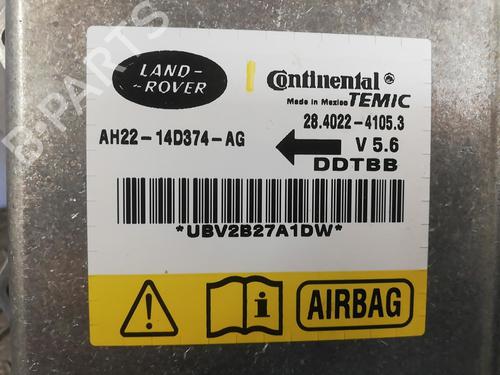 LAND-
~ROVER
Continental
Made in Mexico TEMIC
28.4022-4105.3
AH22-14D374-AG
V 5.6
DDTBB
*UBV2B27A1DW*
i
AIRBAG
B-PARTS